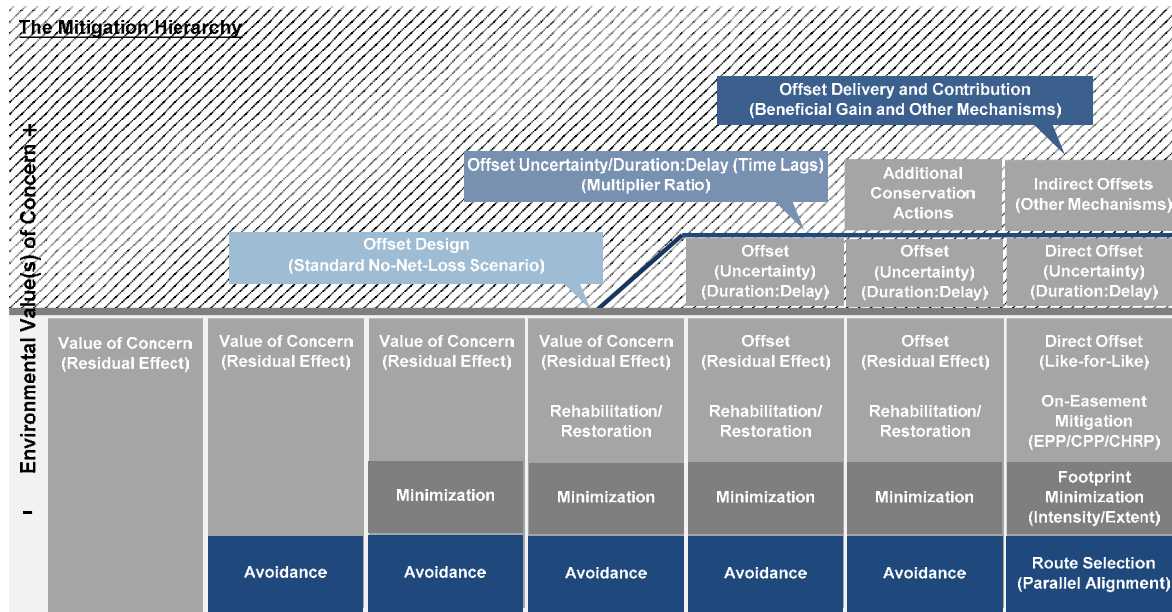 The Mitigation Hierarchy
- Environmental Value(s) of Concern +
Offset Delivery and Contribution
(Beneficial Gain and Other Mechanisms)
Offset Uncertainty/Duration:Delay (Time Lags)
(Multiplier Ratio)
Additional
Conservation
Actions
Indirect Offsets
(Other Mechanisms)
Offset Design
(Standard No-Net-Loss Scenario)
Offset
(Uncertainty)
(Duration:Delay)
Offset
(Uncertainty)
(Duration:Delay)
Direct Offset
(Uncertainty)
(Duration:Delay)
Value of Concern
(Residual Effect)
Value of Concern
(Residual Effect)
Value of Concern
(Residual Effect)
Value of Concern
(Residual Effect)
Offset
(Residual Effect)
Offset
(Residual Effect)
Direct Offset
(Like-for-Like)
Rehabilitation/
Restoration
Rehabilitation/
Restoration
Rehabilitation/
Restoration
On-Easement
Mitigation
(EPP/CPP/CHRP)
Minimization
Minimization
Minimization
Minimization
Footprint
Minimization
(Intensity/Extent)
Avoidance
Avoidance
Avoidance
Avoidance
Avoidance
Route Selection
(Parallel Alignment)